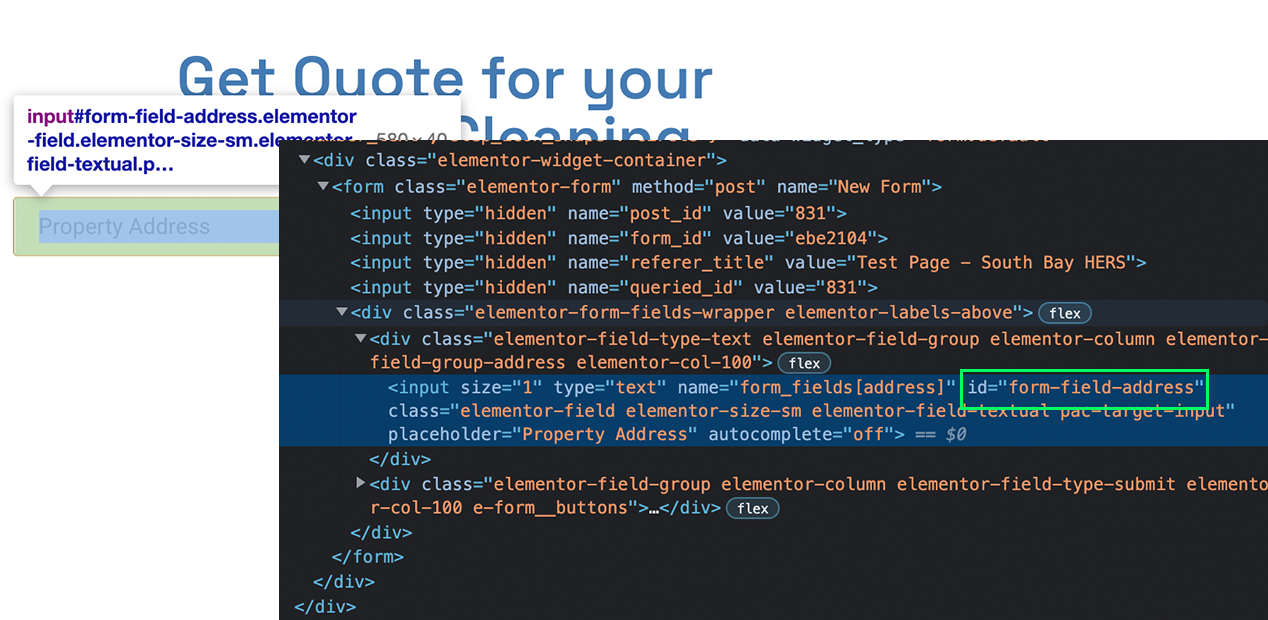 Get Quote for your
Cleaning
input#form-field-address.elementor
-field.elementor-size-sm.elementor
580 × 40
field-textual.p…
Property Address
<div class="elementor-widget-container">
<form class="elementor-form" method="post" name="New Form">
<input type="hidden" name="post_id" value="831">
<input type="hidden" name="form_id" value="ebe2104">
<input type="hidden" name="referer_title" value="Test Page – South Bay HERS">
<input type="hidden" name="queried_id" value="831">
<div class="elementor-form-fields-wrapper elementor-labels-above"> flex
<div class="elementor-field-type-text elementor-field-group elementor-column elementor-
field-group-address elementor-col-100"> flex
<input size="1" type="text" name="form_fields[address]" id="form-field-address"
class="elementor-field elementor-size-sm elementor-field-textual pac-target-input"
placeholder="Property Address" autocomplete="off"> == $0
</div>
<div class="elementor-field-group elementor-column elementor-field-type-submit elemento
r-col-100 e-form__buttons">…</div> flex
</div>
</form>
</div>
</div>